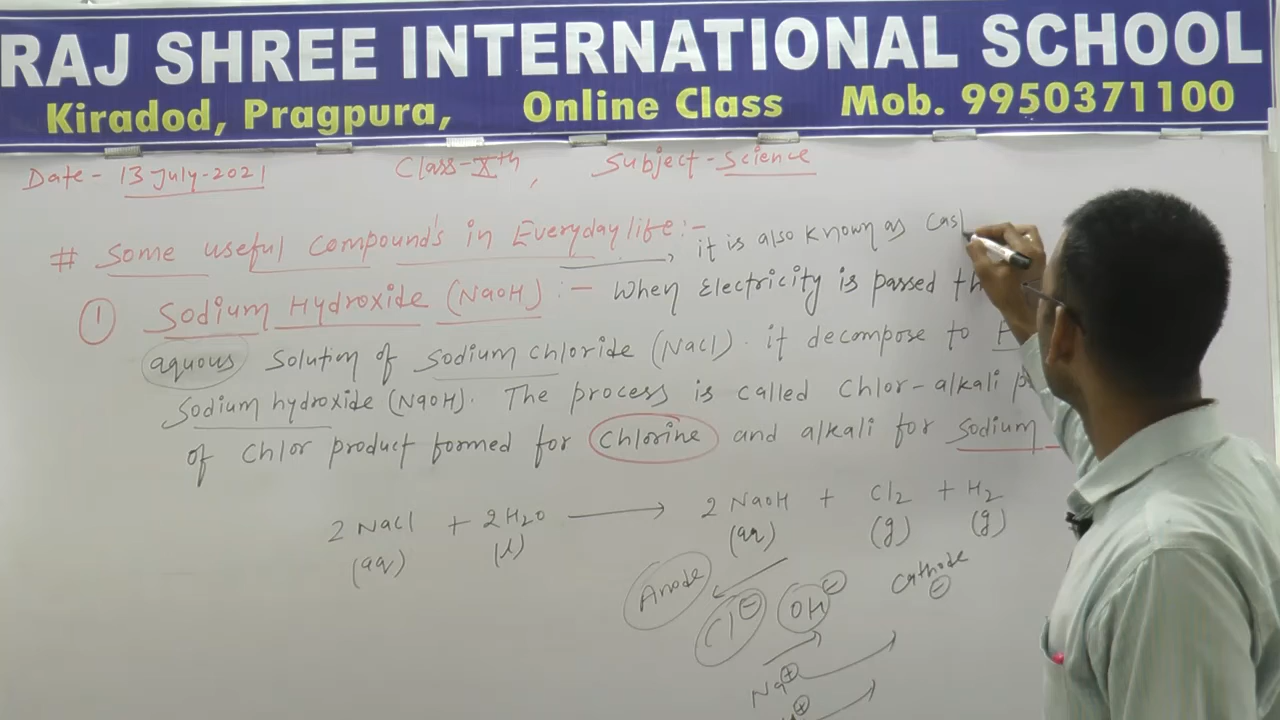 RAJ SHREE INTERNATIONAL SCHOOL
Kiradod, Pragpura, Online Class Mob. 9950371100
Date - 13 July-2021 Class-Xth, Subject-Science
# Some useful compound's in Everyday life:-
, it is also known as
① Sodium Hydroxide (NaOH) :- When Electricity is passed
aquous Solution of Sodium chloride (NaCl). it decompose to
Sodium hydroxide (NaOH). The process is called Chlor-alkali
of Chlor product formed for Chlorine and alkali for Sodium
2 NaCl + 2H2O ⟶ 2 NaOH + Cl2 + H2
(aq) (l) (aq) (g) (g)
Anode Cl⊖ OH⊖ Cathode ⊖
Na⊕